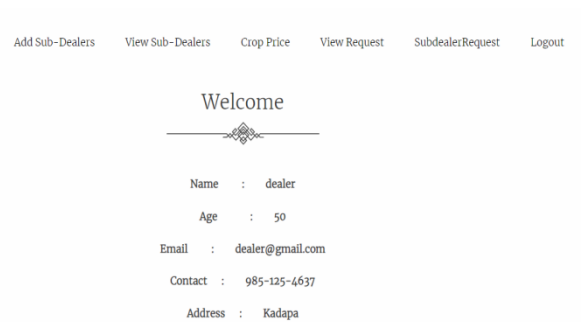 Add Sub-Dealers View Sub-Dealers Crop Price View Request SubdealerRequest Logout
Welcome
Name : dealer
Age : 50
Email : dealer@gmail.com
Contact : 985-125-4637
Address : Kadapa